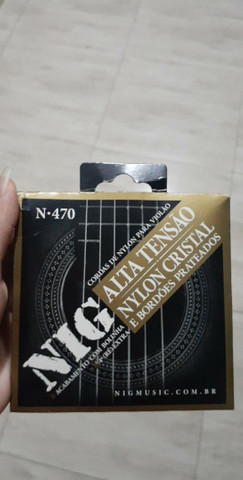 N•470
CORDAS DE NYLON PARA VIOLÃO
ALTA TENSÃO
NYLON CRISTAL
E BORDÕES PRATEADOS
NIG
ACABAMENTO COM BOLINHA
NIGMUSIC.COM.BR